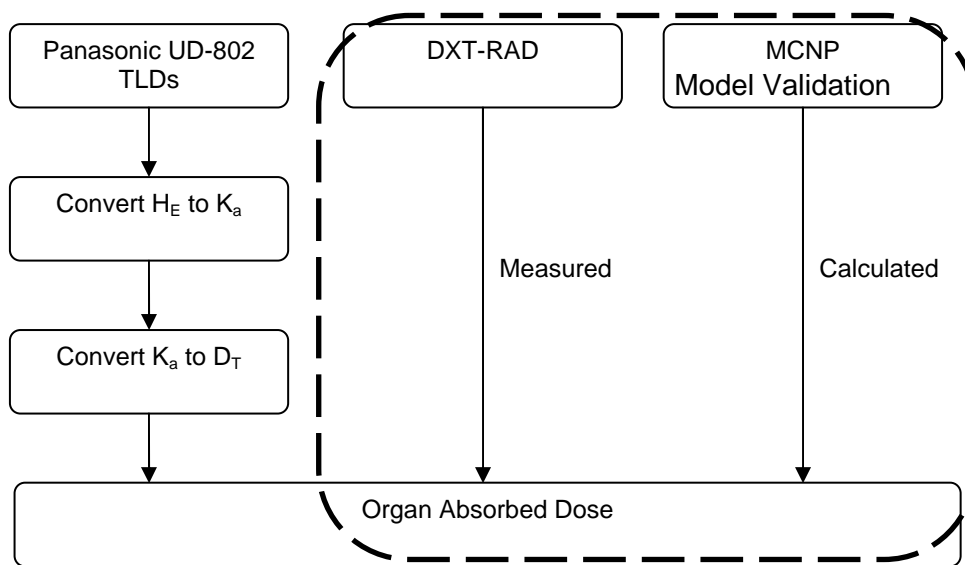 Panasonic UD-802
TLDs
DXT-RAD
MCNP
Model Validation
Convert H_E to K_a
Measured
Calculated
Convert K_a to D_T
Organ Absorbed Dose